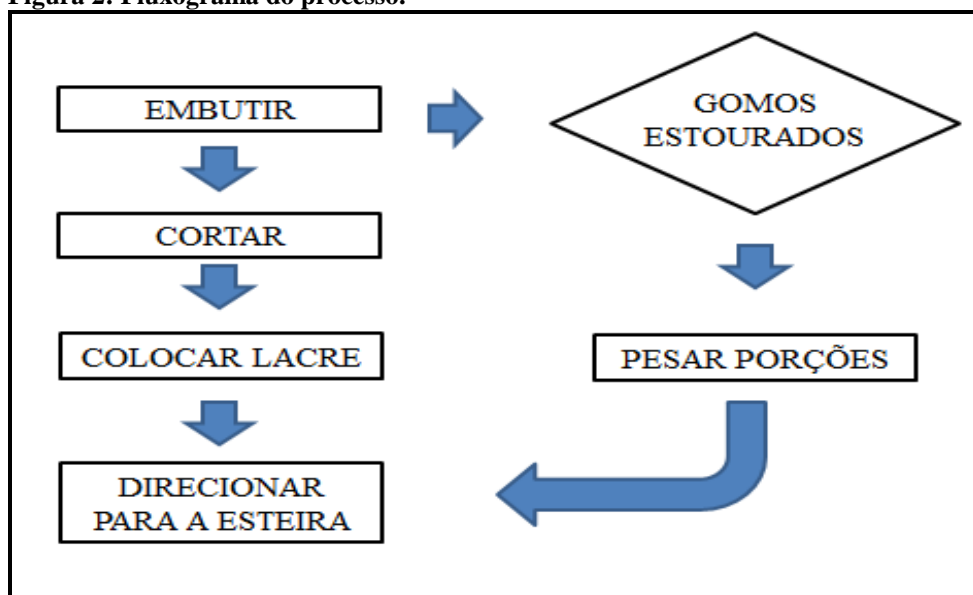 Figura 2: Fluxograma do processo.
EMBUTIR
GOMOS
ESTOURADOS
CORTAR
COLOCAR LACRE
PESAR PORÇÕES
DIRECIONAR
PARA A ESTEIRA